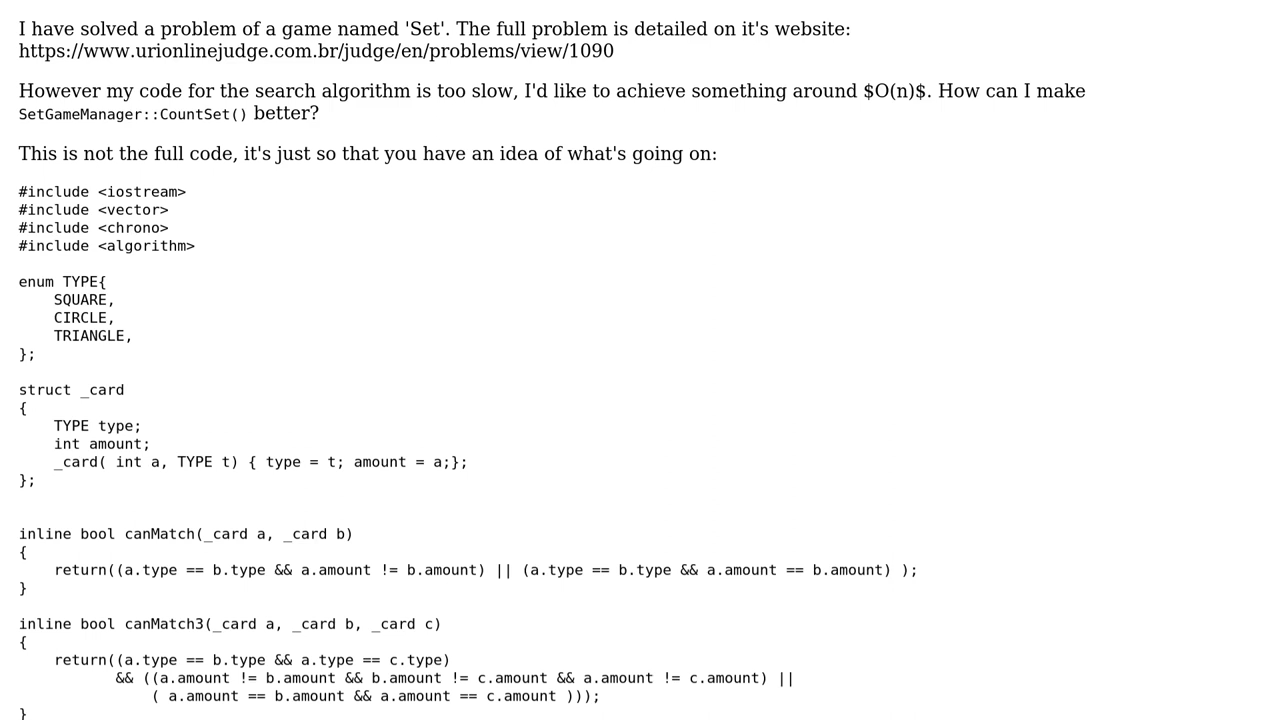 I have solved a problem of a game named 'Set'. The full problem is detailed on it's website:
https://www.urionlinejudge.com.br/judge/en/problems/view/1090
However my code for the search algorithm is too slow, I'd like to achieve something around $O(n)$. How can I make
SetGameManager::CountSet() better?
This is not the full code, it's just so that you have an idea of what's going on:
#include <iostream>
#include <vector>
#include <chrono>
#include <algorithm>
enum TYPE{
    SQUARE,
    CIRCLE,
    TRIANGLE,
};
struct _card
{
    TYPE type;
    int amount;
    _card( int a, TYPE t) { type = t; amount = a;};
};
inline bool canMatch(_card a, _card b)
{
    return((a.type == b.type && a.amount != b.amount) || (a.type == b.type && a.amount == b.amount) );
}
inline bool canMatch3(_card a, _card b, _card c)
{
    return((a.type == b.type && a.type == c.type)
           && ((a.amount != b.amount && b.amount != c.amount && a.amount != c.amount) ||
               ( a.amount == b.amount && a.amount == c.amount )));
}